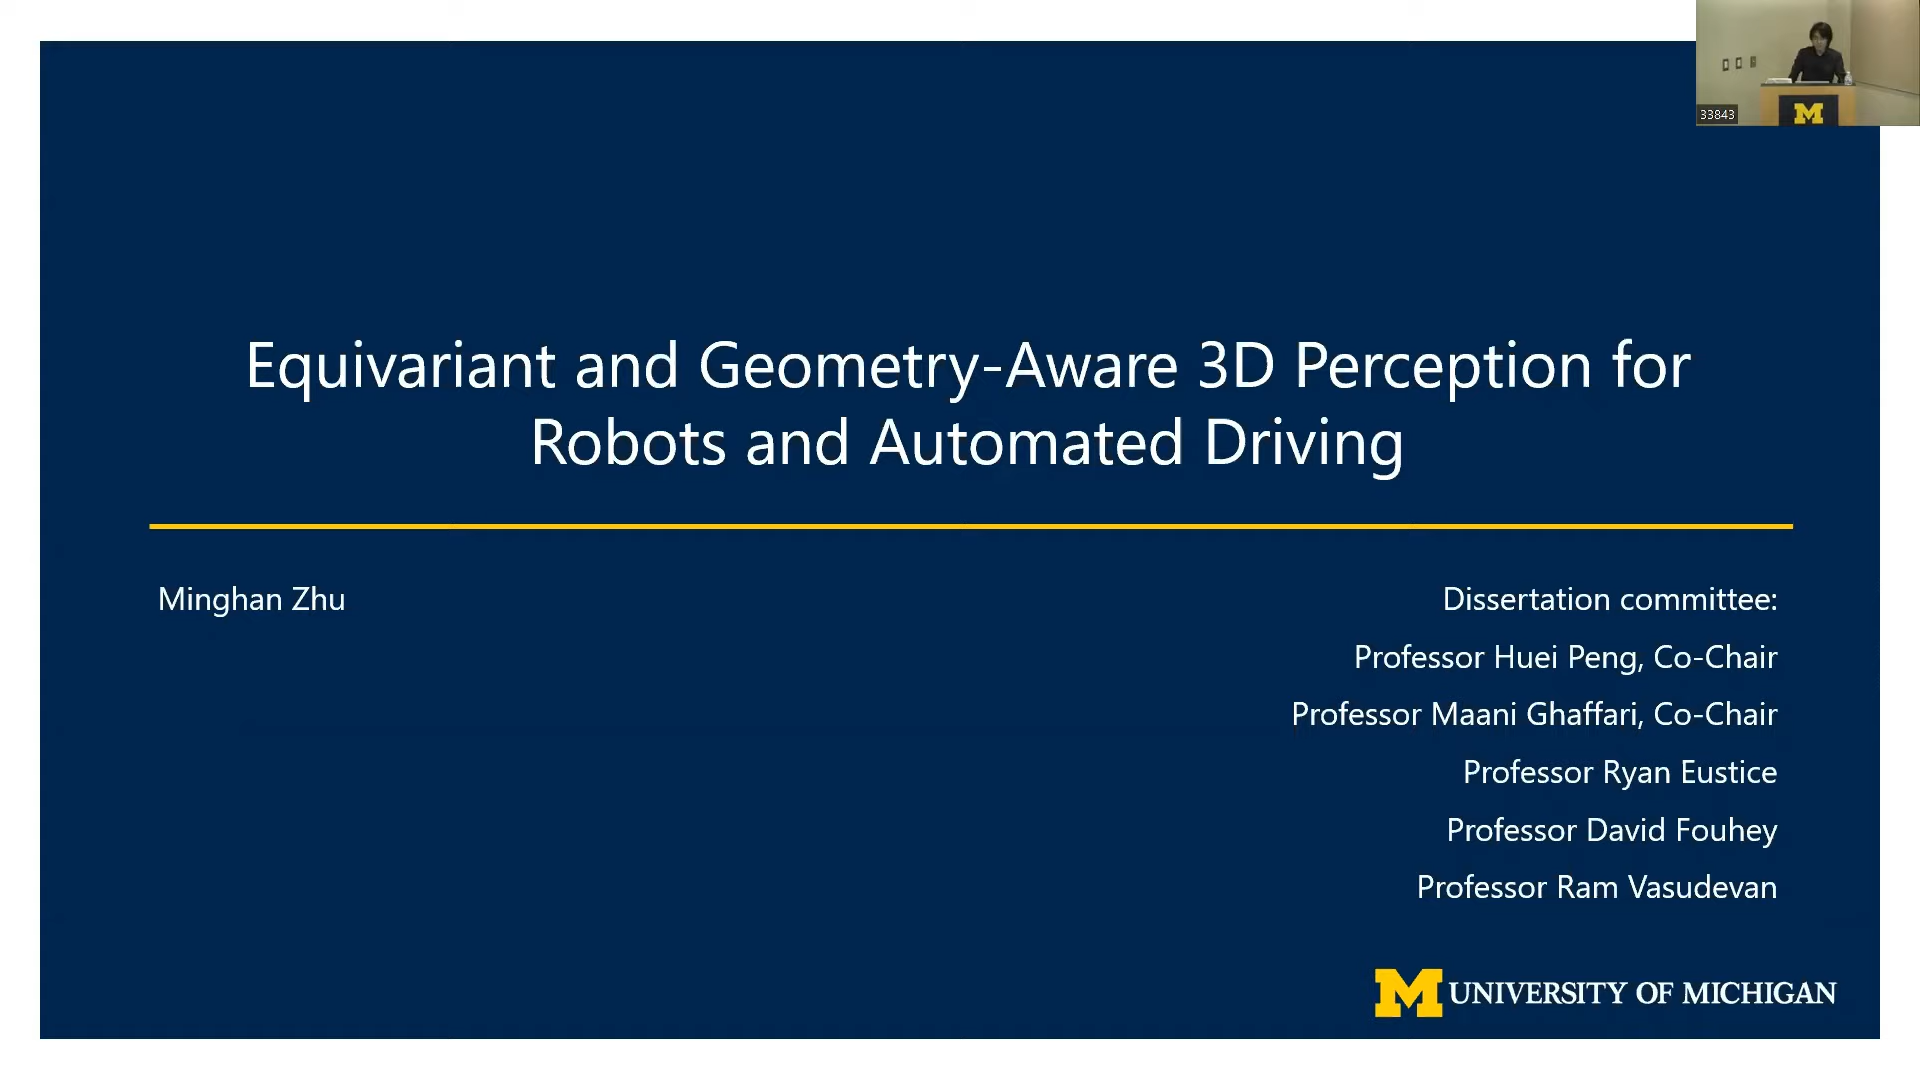 33843
M
Equivariant and Geometry-Aware 3D Perception for
Robots and Automated Driving
Minghan Zhu
Dissertation committee:
Professor Huei Peng, Co-Chair
Professor Maani Ghaffari, Co-Chair
Professor Ryan Eustice
Professor David Fouhey
Professor Ram Vasudevan
M UNIVERSITY OF MICHIGAN